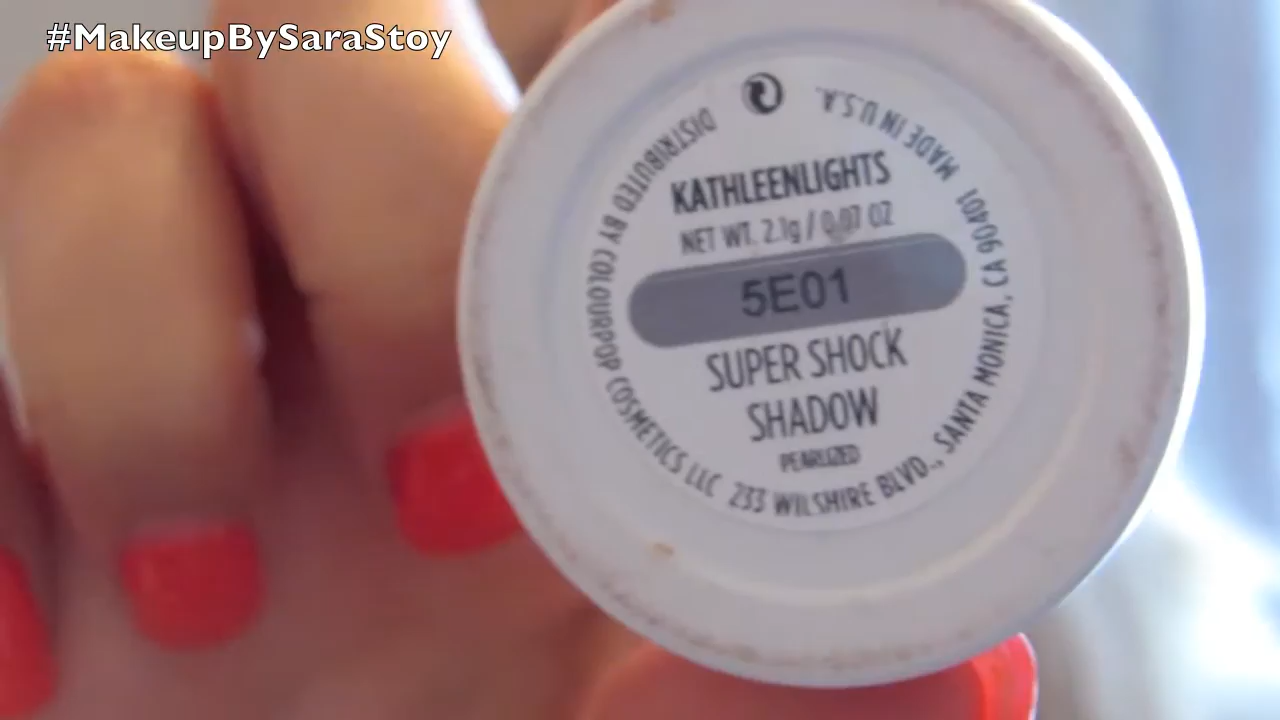 #MakeupBySaraStoy
KATHLEENLIGHTS
NET WT. 2.1g / 0.07 OZ
5E01
SUPER SHOCK
SHADOW
PEARLIZED
DISTRIBUTED BY COLOURPOP COSMETICS LLC 233 WILSHIRE BLVD., SANTA MONICA, CA 90401 MADE IN U.S.A.